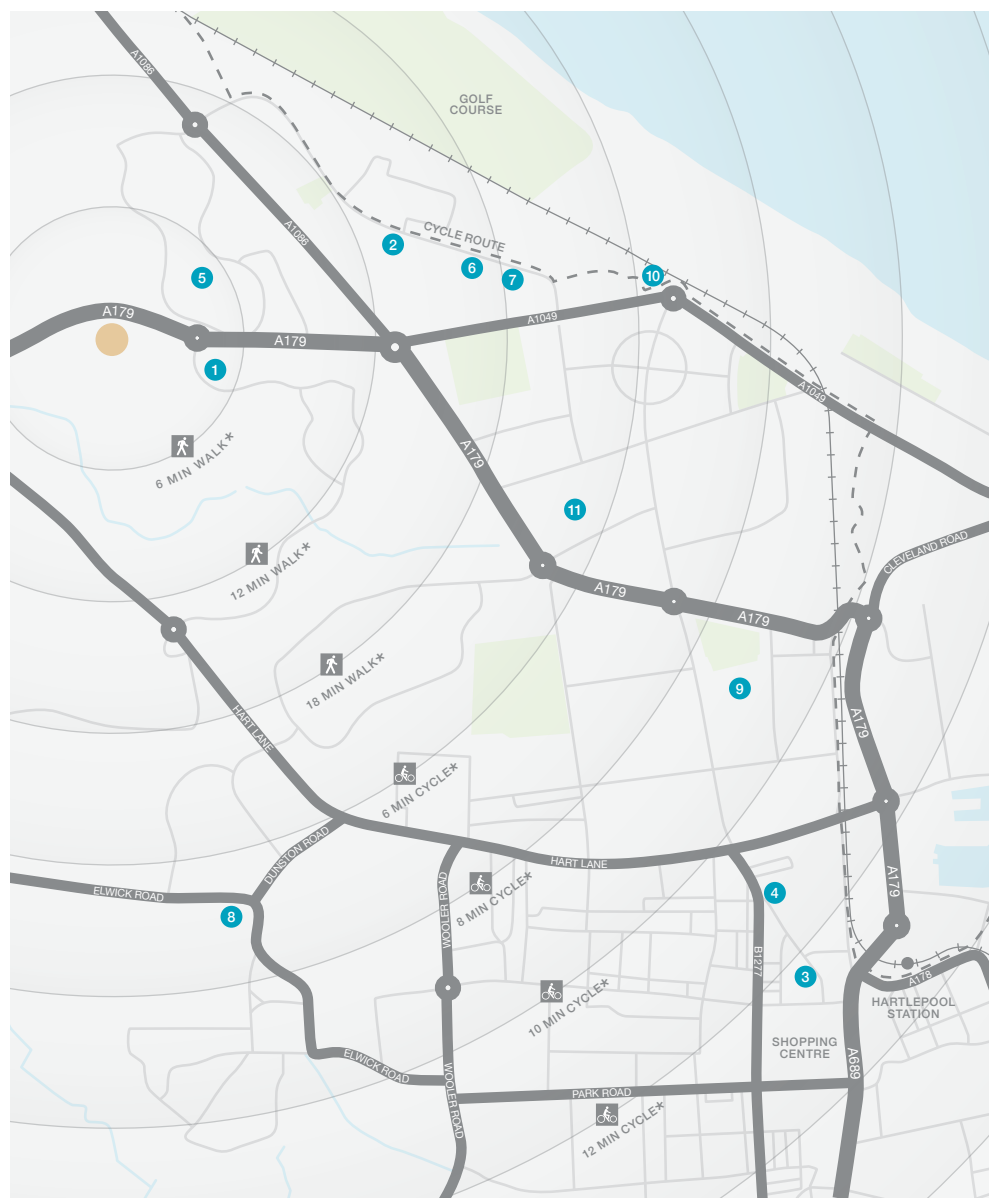 A1086
GOLF
COURSE
A1086
CYCLE ROUTE
2
6
7
10
5
A179
A179
A1049
1
A1049
6 MIN WALK*
A179
11
12 MIN WALK*
CLEVELAND ROAD
A179
A179
18 MIN WALK*
9
HART LANE
A179
6 MIN CYCLE*
DUNSTON ROAD
HART LANE
ELWICK ROAD
8
WOOLER ROAD
8 MIN CYCLE*
4
A179
B1277
3
A178
10 MIN CYCLE*
HARTLEPOOL
STATION
SHOPPING
CENTRE
ELWICK ROAD
A689
PARK ROAD
WOOLER ROAD
12 MIN CYCLE*